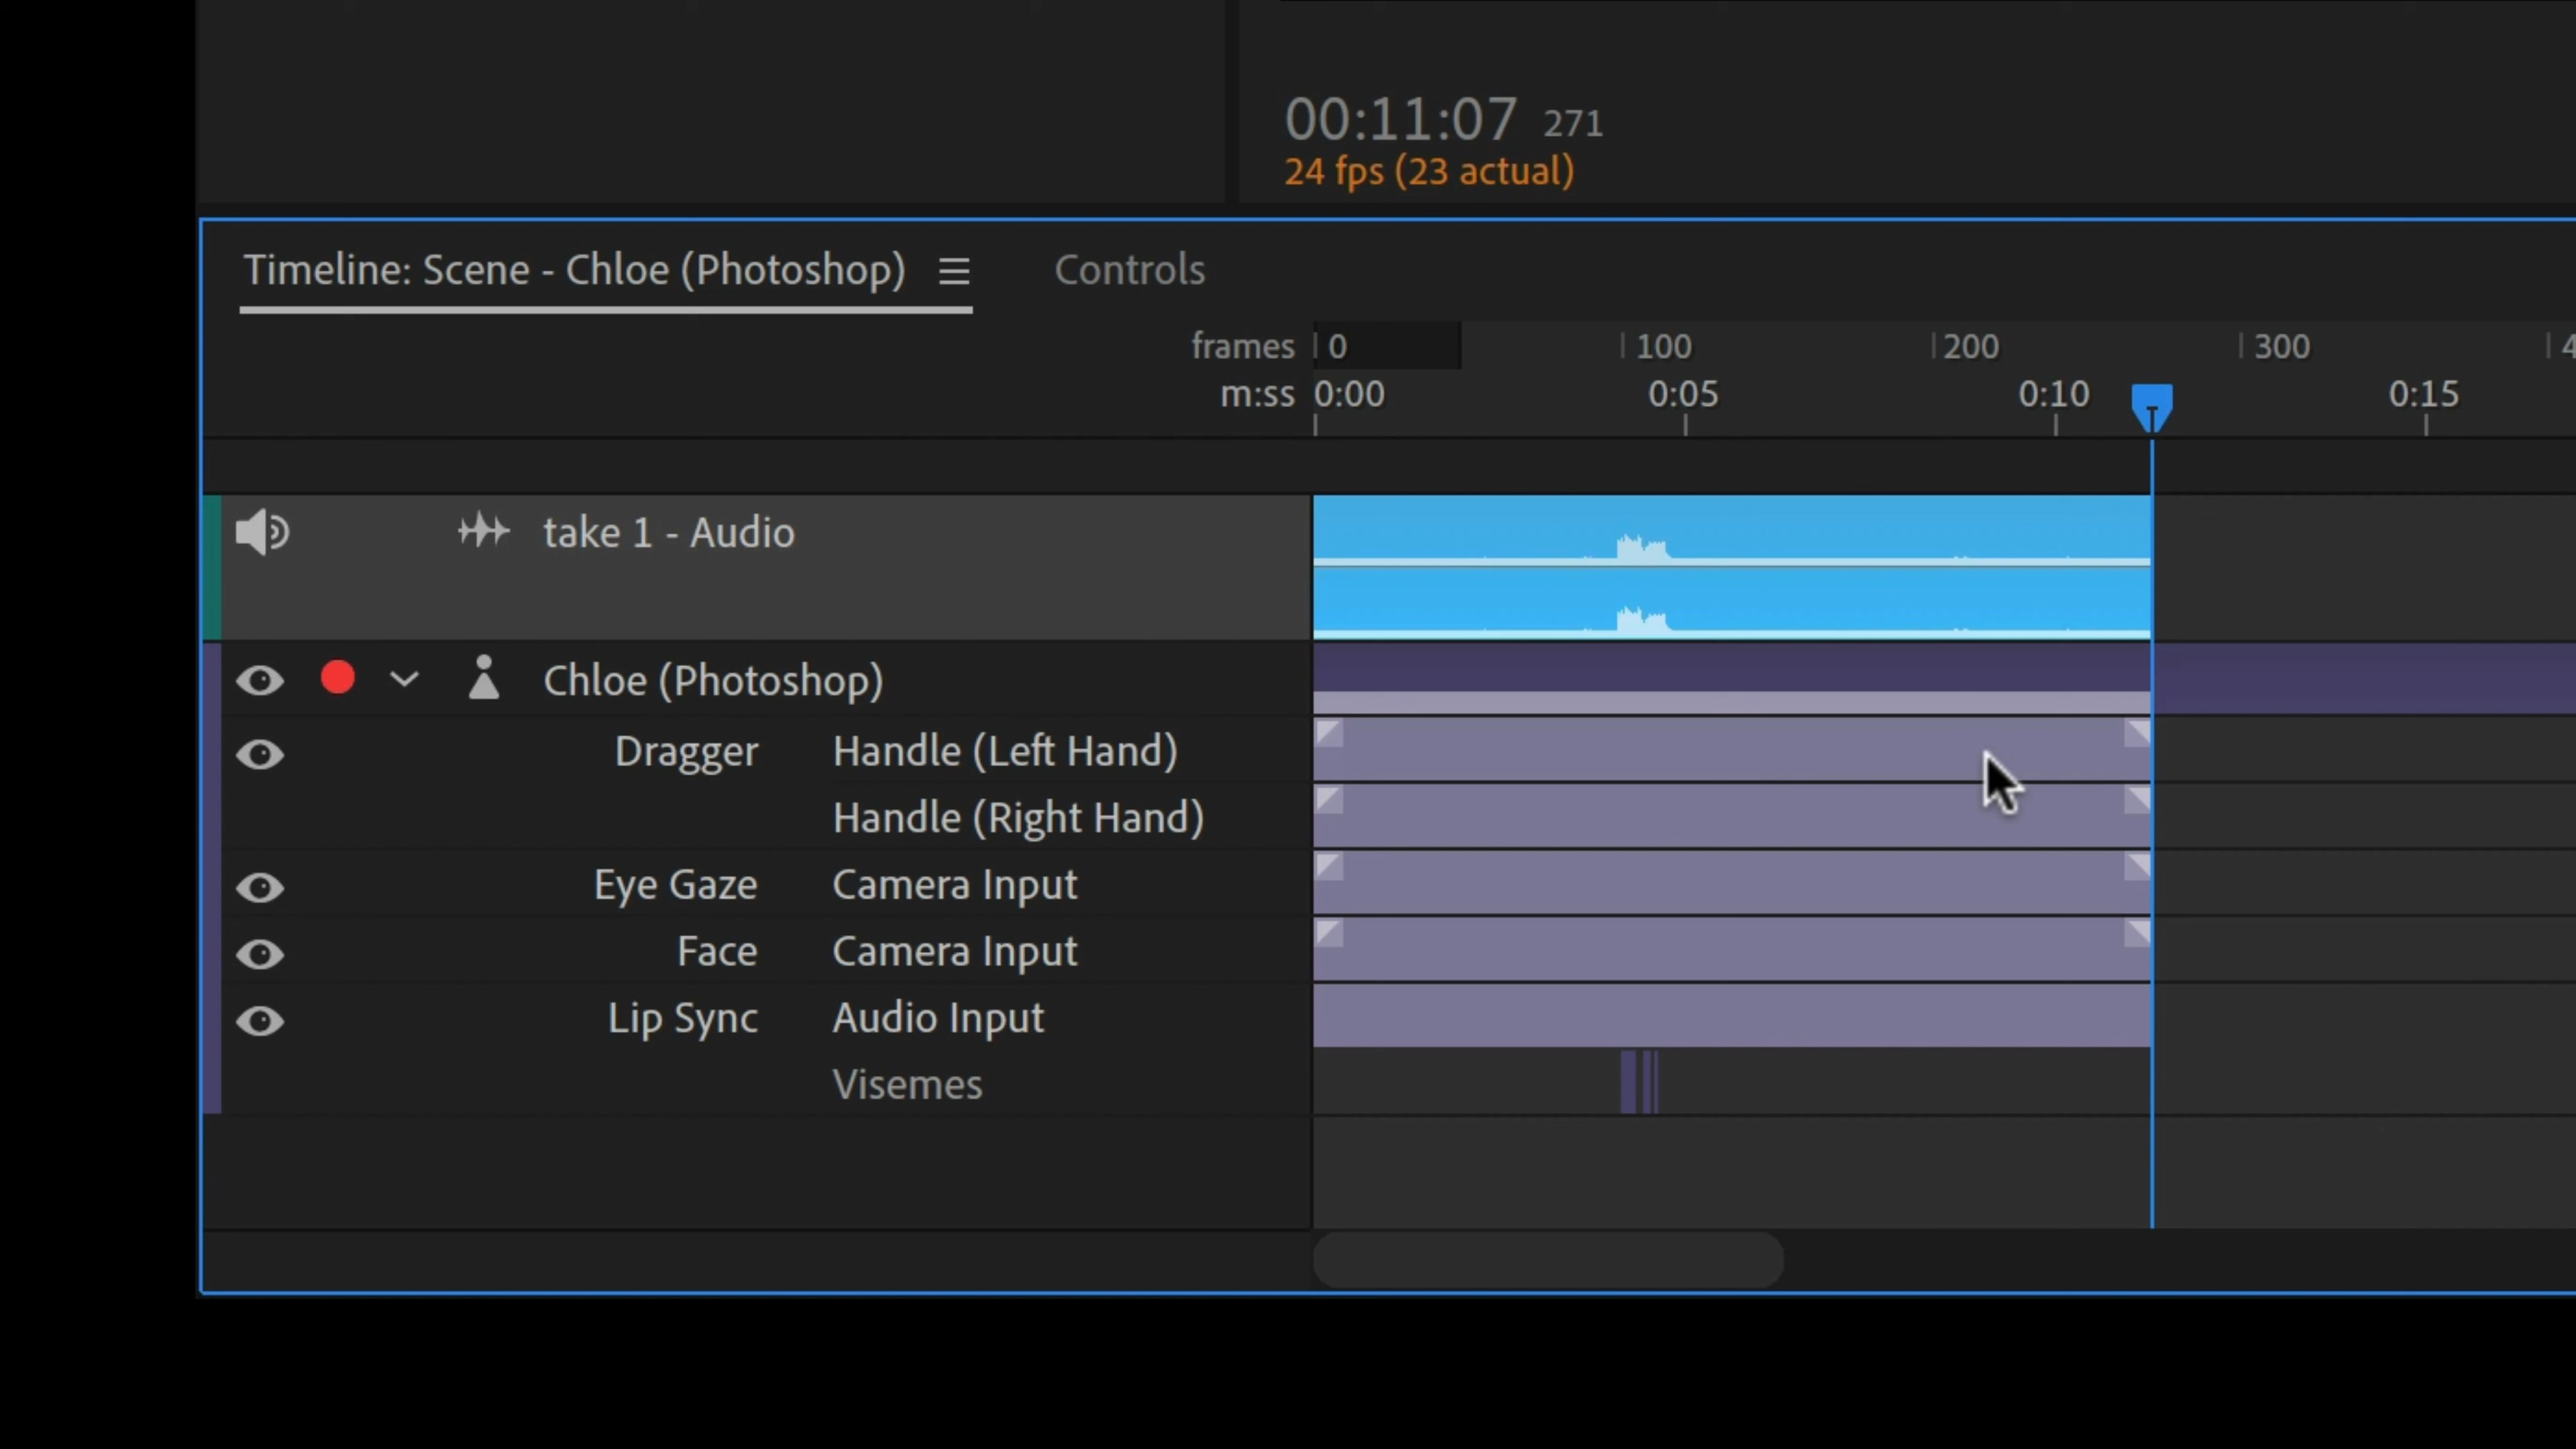 00:11:07 271
24 fps (23 actual)
Timeline: Scene - Chloe (Photoshop) Controls
frames 0 100 200 300 4
m:ss 0:00 0:05 0:10 0:15
take 1 - Audio
Chloe (Photoshop)
Dragger Handle (Left Hand)
Handle (Right Hand)
Eye Gaze Camera Input
Face Camera Input
Lip Sync Audio Input
Visemes